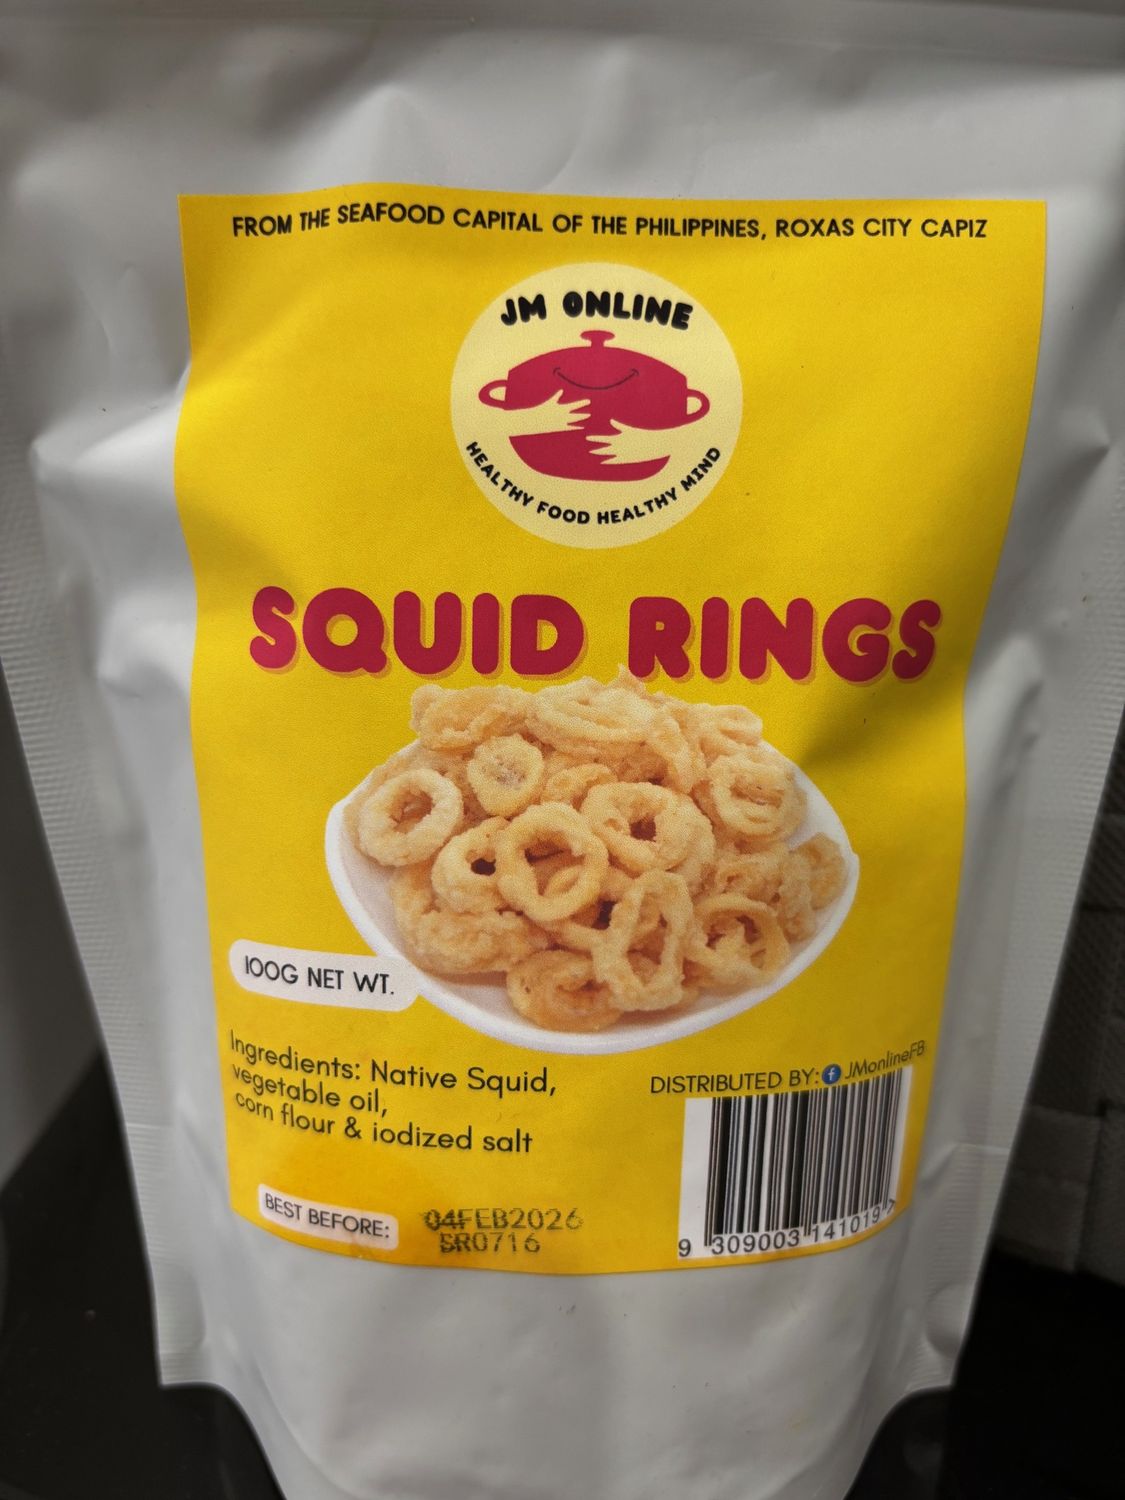 FROM THE SEAFOOD CAPITAL OF THE PHILIPPINES, ROXAS CITY CAPIZ
JM ONLINE
HEALTHY FOOD HEALTHY MIND
SQUID RINGS
100G NET WT.
Ingredients: Native Squid,
vegetable oil,
corn flour & iodized salt
DISTRIBUTED BY: JMonlineFB
BEST BEFORE: 04FEB2026
SR0716
9 309003 141019